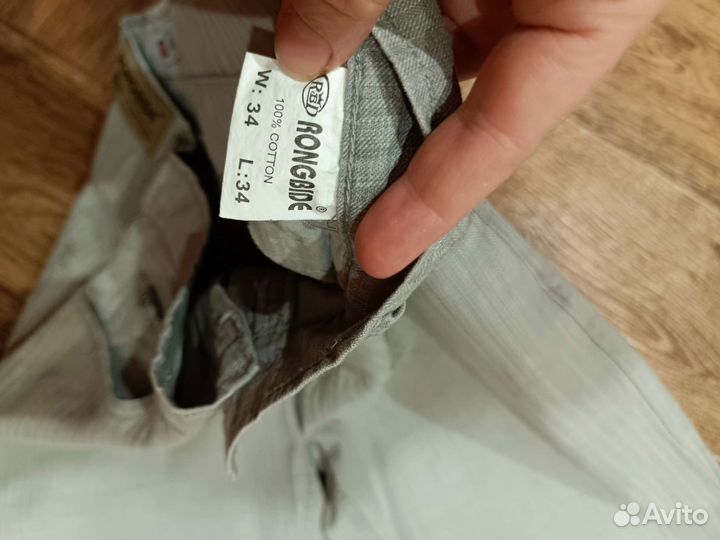 RONGBIDE ®
100% COTTON
W: 34 L: 34
Avito